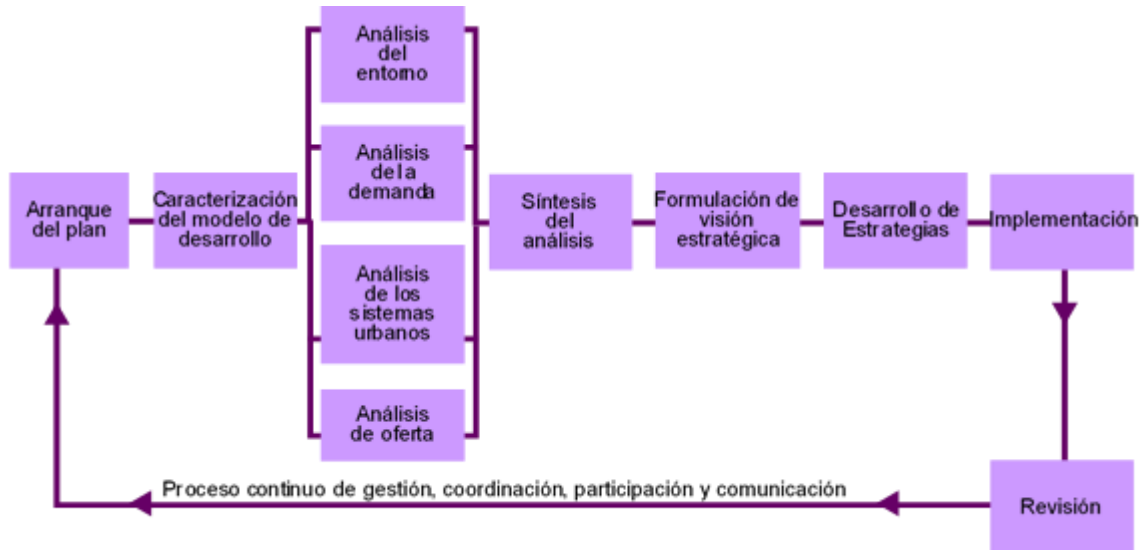 Arranque
del plan
Caracterización
del modelo de
desarrollo
Análisis
del
entorno
Análisis
de la
demanda
Análisis
de los
sistemas
urbanos
Análisis
de oferta
Síntesis
del
análisis
Formulación de
visión
estratégica
Desarrollo de
Estrategias
Implementación
Revisión
Proceso continuo de gestión, coordinación, participación y comunicación